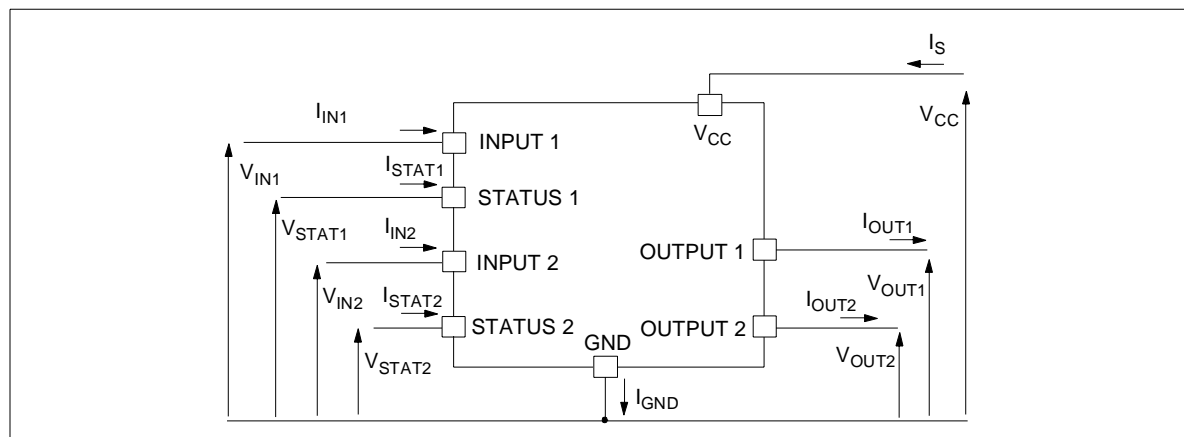 I_S
V_CC
V_CC
I_IN1
INPUT 1
V_IN1
I_STAT1
STATUS 1
V_STAT1
I_IN2
INPUT 2
V_IN2
I_STAT2
STATUS 2
V_STAT2
OUTPUT 1
I_OUT1
V_OUT1
OUTPUT 2
I_OUT2
V_OUT2
GND
I_GND